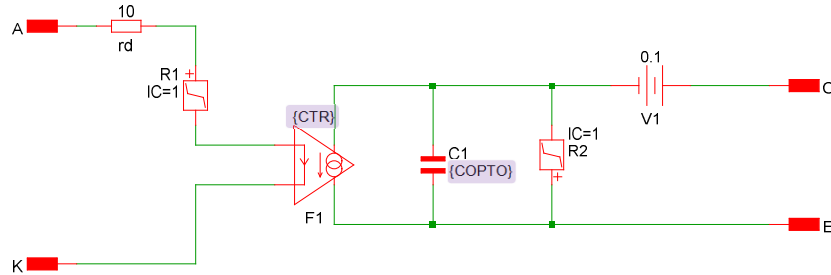 10
0.1
A
C
rd
R1
IC=1
V1
{CTR}
IC=1
R2
C1
{COPTO}
F1
E
K